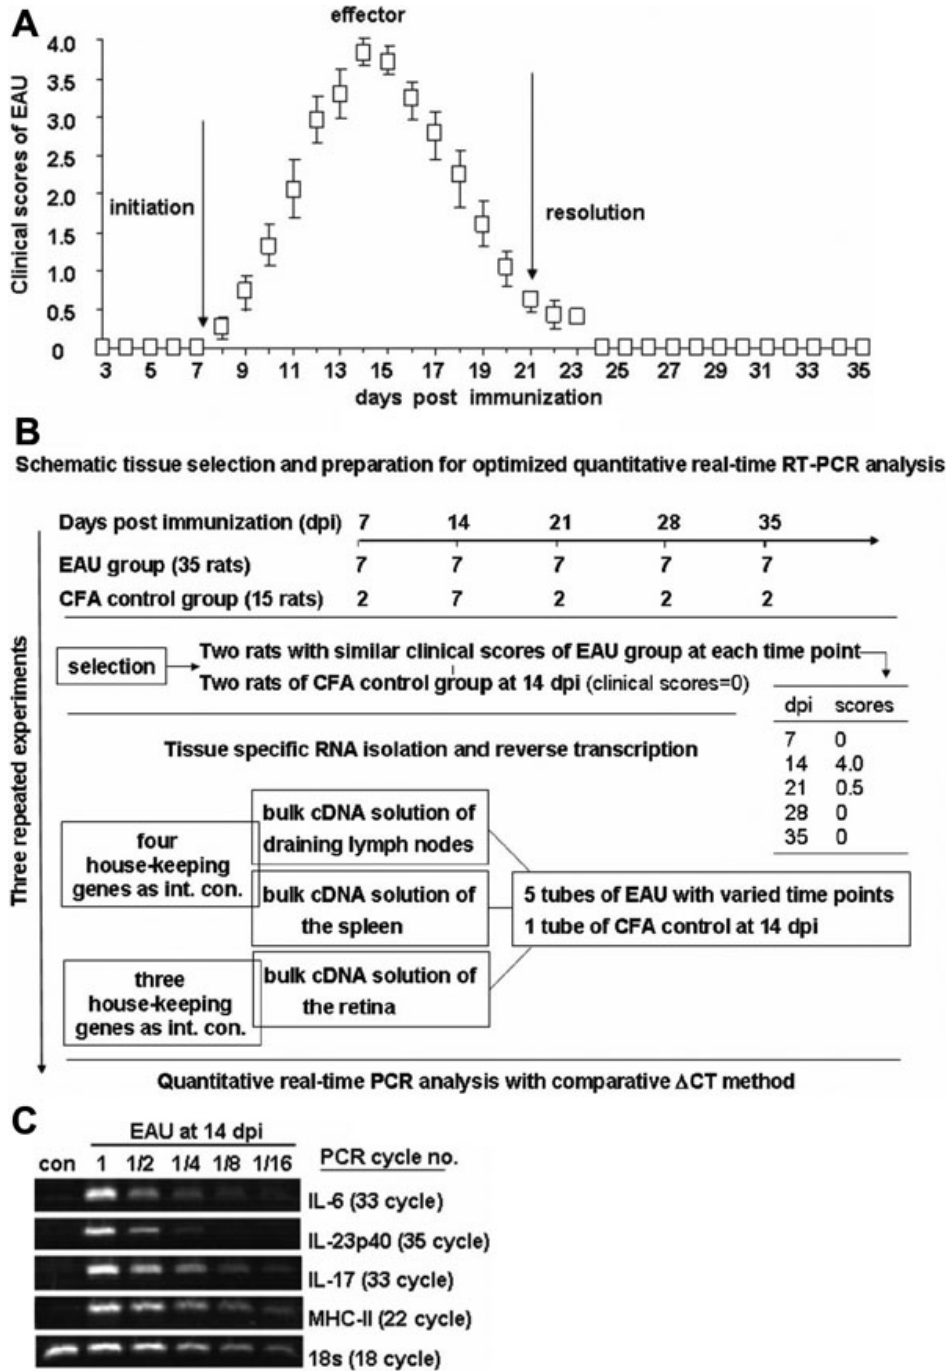 A
effector
Clinical scores of EAU
4.0
3.5
3.0
2.5
2.0
1.5
1.0
0.5
0
initiation
resolution
3 5 7 9 11 13 15 17 19 21 23 25 27 29 31 33 35
days post immunization
B
Schematic tissue selection and preparation for optimized quantitative real-time RT-PCR analysis
Three repeated experiments
Days post immunization (dpi) 7 14 21 28 35
EAU group (35 rats) 7 7 7 7 7
CFA control group (15 rats) 2 7 2 2 2
selection
Two rats with similar clinical scores of EAU group at each time point
Two rats of CFA control group at 14 dpi (clinical scores=0)
dpi scores
7 0
14 4.0
21 0.5
28 0
35 0
Tissue specific RNA isolation and reverse transcription
four
house-keeping
genes as int. con.
bulk cDNA solution of
draining lymph nodes
bulk cDNA solution of
the spleen
5 tubes of EAU with varied time points
1 tube of CFA control at 14 dpi
three
house-keeping
genes as int. con.
bulk cDNA solution of
the retina
Quantitative real-time PCR analysis with comparative ΔCT method
C
EAU at 14 dpi
con 1 1/2 1/4 1/8 1/16
PCR cycle no.
IL-6 (33 cycle)
IL-23p40 (35 cycle)
IL-17 (33 cycle)
MHC-II (22 cycle)
18s (18 cycle)